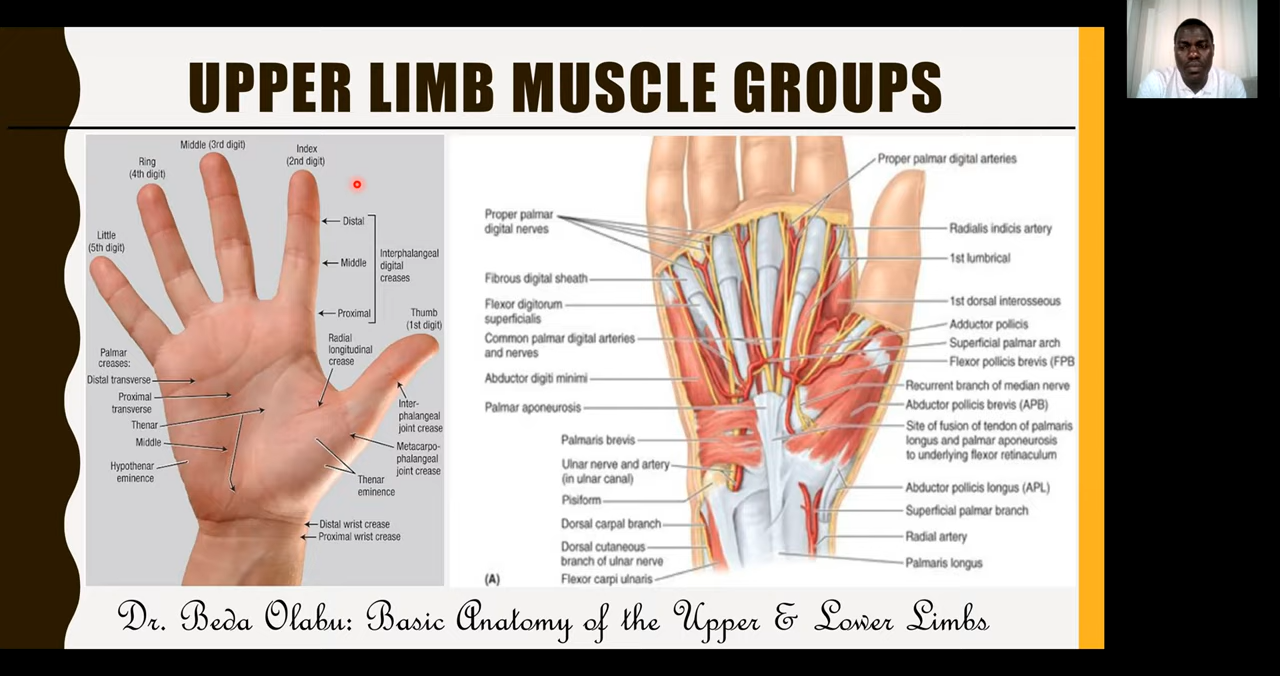 UPPER LIMB MUSCLE GROUPS
Middle (3rd digit)
Index
(2nd digit)
Ring
(4th digit)
Little
(5th digit)
Distal
Middle
Interphalangeal
digital
creases
Proximal
Thumb
(1st digit)
Radial
longitudinal
crease
Palmar
creases:
Distal transverse
Proximal
transverse
Thenar
Middle
Hypothenar
eminence
Inter-
phalangeal
joint crease
Metacarpo-
phalangeal
joint crease
Thenar
eminence
Distal wrist crease
Proximal wrist crease
Proper palmar
digital nerves
Fibrous digital sheath
Flexor digitorum
superficialis
Common palmar digital arteries
and nerves
Abductor digiti minimi
Palmar aponeurosis
Palmaris brevis
Ulnar nerve and artery
(in ulnar canal)
Pisiform
Dorsal carpal branch
Dorsal cutaneous
branch of ulnar nerve
(A)
Flexor carpi ulnaris
Proper palmar digital arteries
Radialis indicis artery
1st lumbrical
1st dorsal interosseous
Adductor pollicis
Superficial palmar arch
Flexor pollicis brevis (FPB
Recurrent branch of median nerve
Abductor pollicis brevis (APB)
Site of fusion of tendon of palmaris
longus and palmar aponeurosis
to underlying flexor retinaculum
Abductor pollicis longus (APL)
Superficial palmar branch
Radial artery
Palmaris longus
Dr. Beda Olabu: Basic Anatomy of the Upper & Lower Limbs